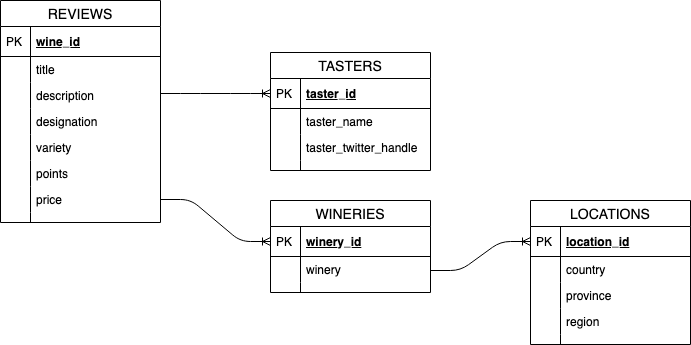 REVIEWS
PK wine_id
title
description
designation
variety
points
price
TASTERS
PK taster_id
taster_name
taster_twitter_handle
WINERIES
PK winery_id
winery
LOCATIONS
PK location_id
country
province
region